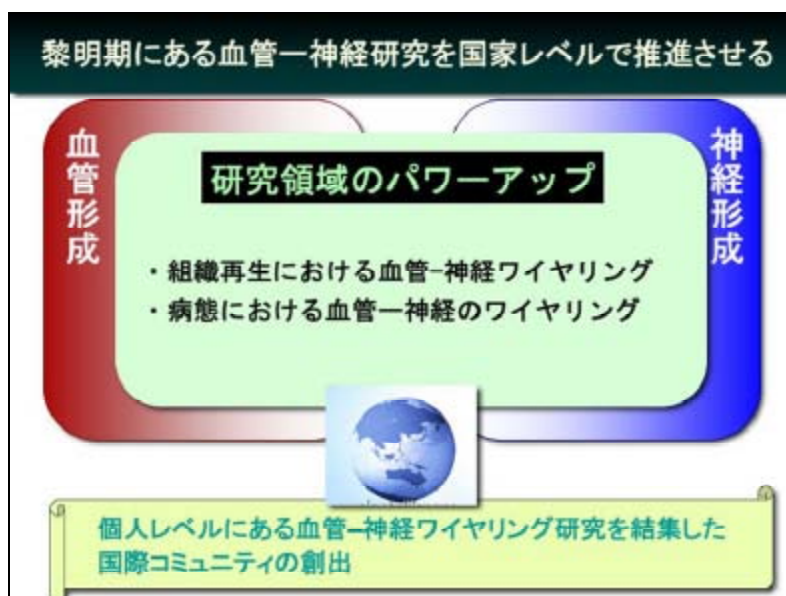 黎明期にある血管ー神経研究を国家レベルで推進させる
血管形成
神経形成
研究領域のパワーアップ
・組織再生における血管-神経ワイヤリング
・病態における血管ー神経のワイヤリング
個人レベルにある血管–神経ワイヤリング研究を結集した
国際コミュニティの創出